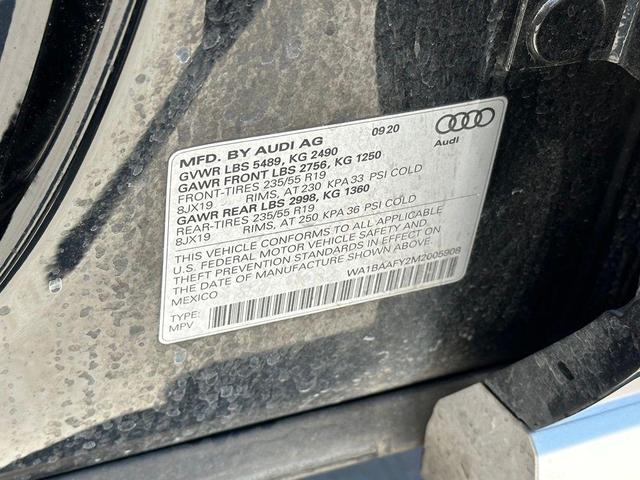 MFD. BY AUDI AG 09 20
Audi
GVWR LBS 5489, KG 2490
GAWR FRONT LBS 2756, KG 1250
FRONT-TIRES 235/55 R19
8JX19 RIMS, AT 230 KPA 33 PSI COLD
GAWR REAR LBS 2998, KG 1360
REAR-TIRES 235/55 R19
8JX19 RIMS, AT 250 KPA 36 PSI COLD
THIS VEHICLE CONFORMS TO ALL APPLICABLE
U.S. FEDERAL MOTOR VEHICLE SAFETY AND
THEFT PREVENTION STANDARDS IN EFFECT ON
THE DATE OF MANUFACTURE SHOWN ABOVE.
MEXICO WA1BAAFY2M2005908
TYPE:
MPV